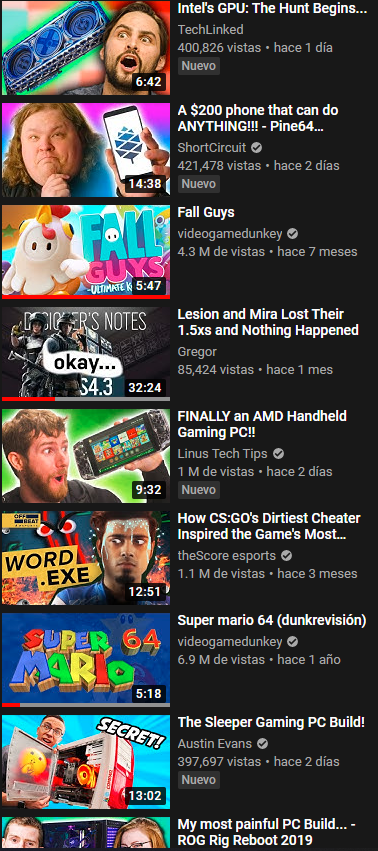 Intel's GPU: The Hunt Begins...
TechLinked
400,826 vistas • hace 1 día
Nuevo
6:42
A $200 phone that can do
ANYTHING!!! - Pine64...
ShortCircuit
421,478 vistas • hace 2 días
Nuevo
14:38
Fall Guys
videogamedunkey
4.3 M de vistas • hace 7 meses
FALL
GUYS
5:47
Lesion and Mira Lost Their
1.5xs and Nothing Happened
Gregor
85,424 vistas • hace 1 mes
DESIGNER'S NOTES
okay...
S4.3
32:24
FINALLY an AMD Handheld
Gaming PC!!
Linus Tech Tips
1 M de vistas • hace 2 días
Nuevo
9:32
How CS:GO's Dirtiest Cheater
Inspired the Game's Most...
theScore esports
1.1 M de vistas • hace 3 meses
OFF
BEAT
WORD
.EXE
12:51
Super mario 64 (dunkrevisión)
videogamedunkey
6.9 M de vistas • hace 1 año
SUPER 64
MARIO
5:18
The Sleeper Gaming PC Build!
Austin Evans
397,697 vistas • hace 2 días
Nuevo
SECRET!
13:02
My most painful PC Build... -
ROG Rig Reboot 2019